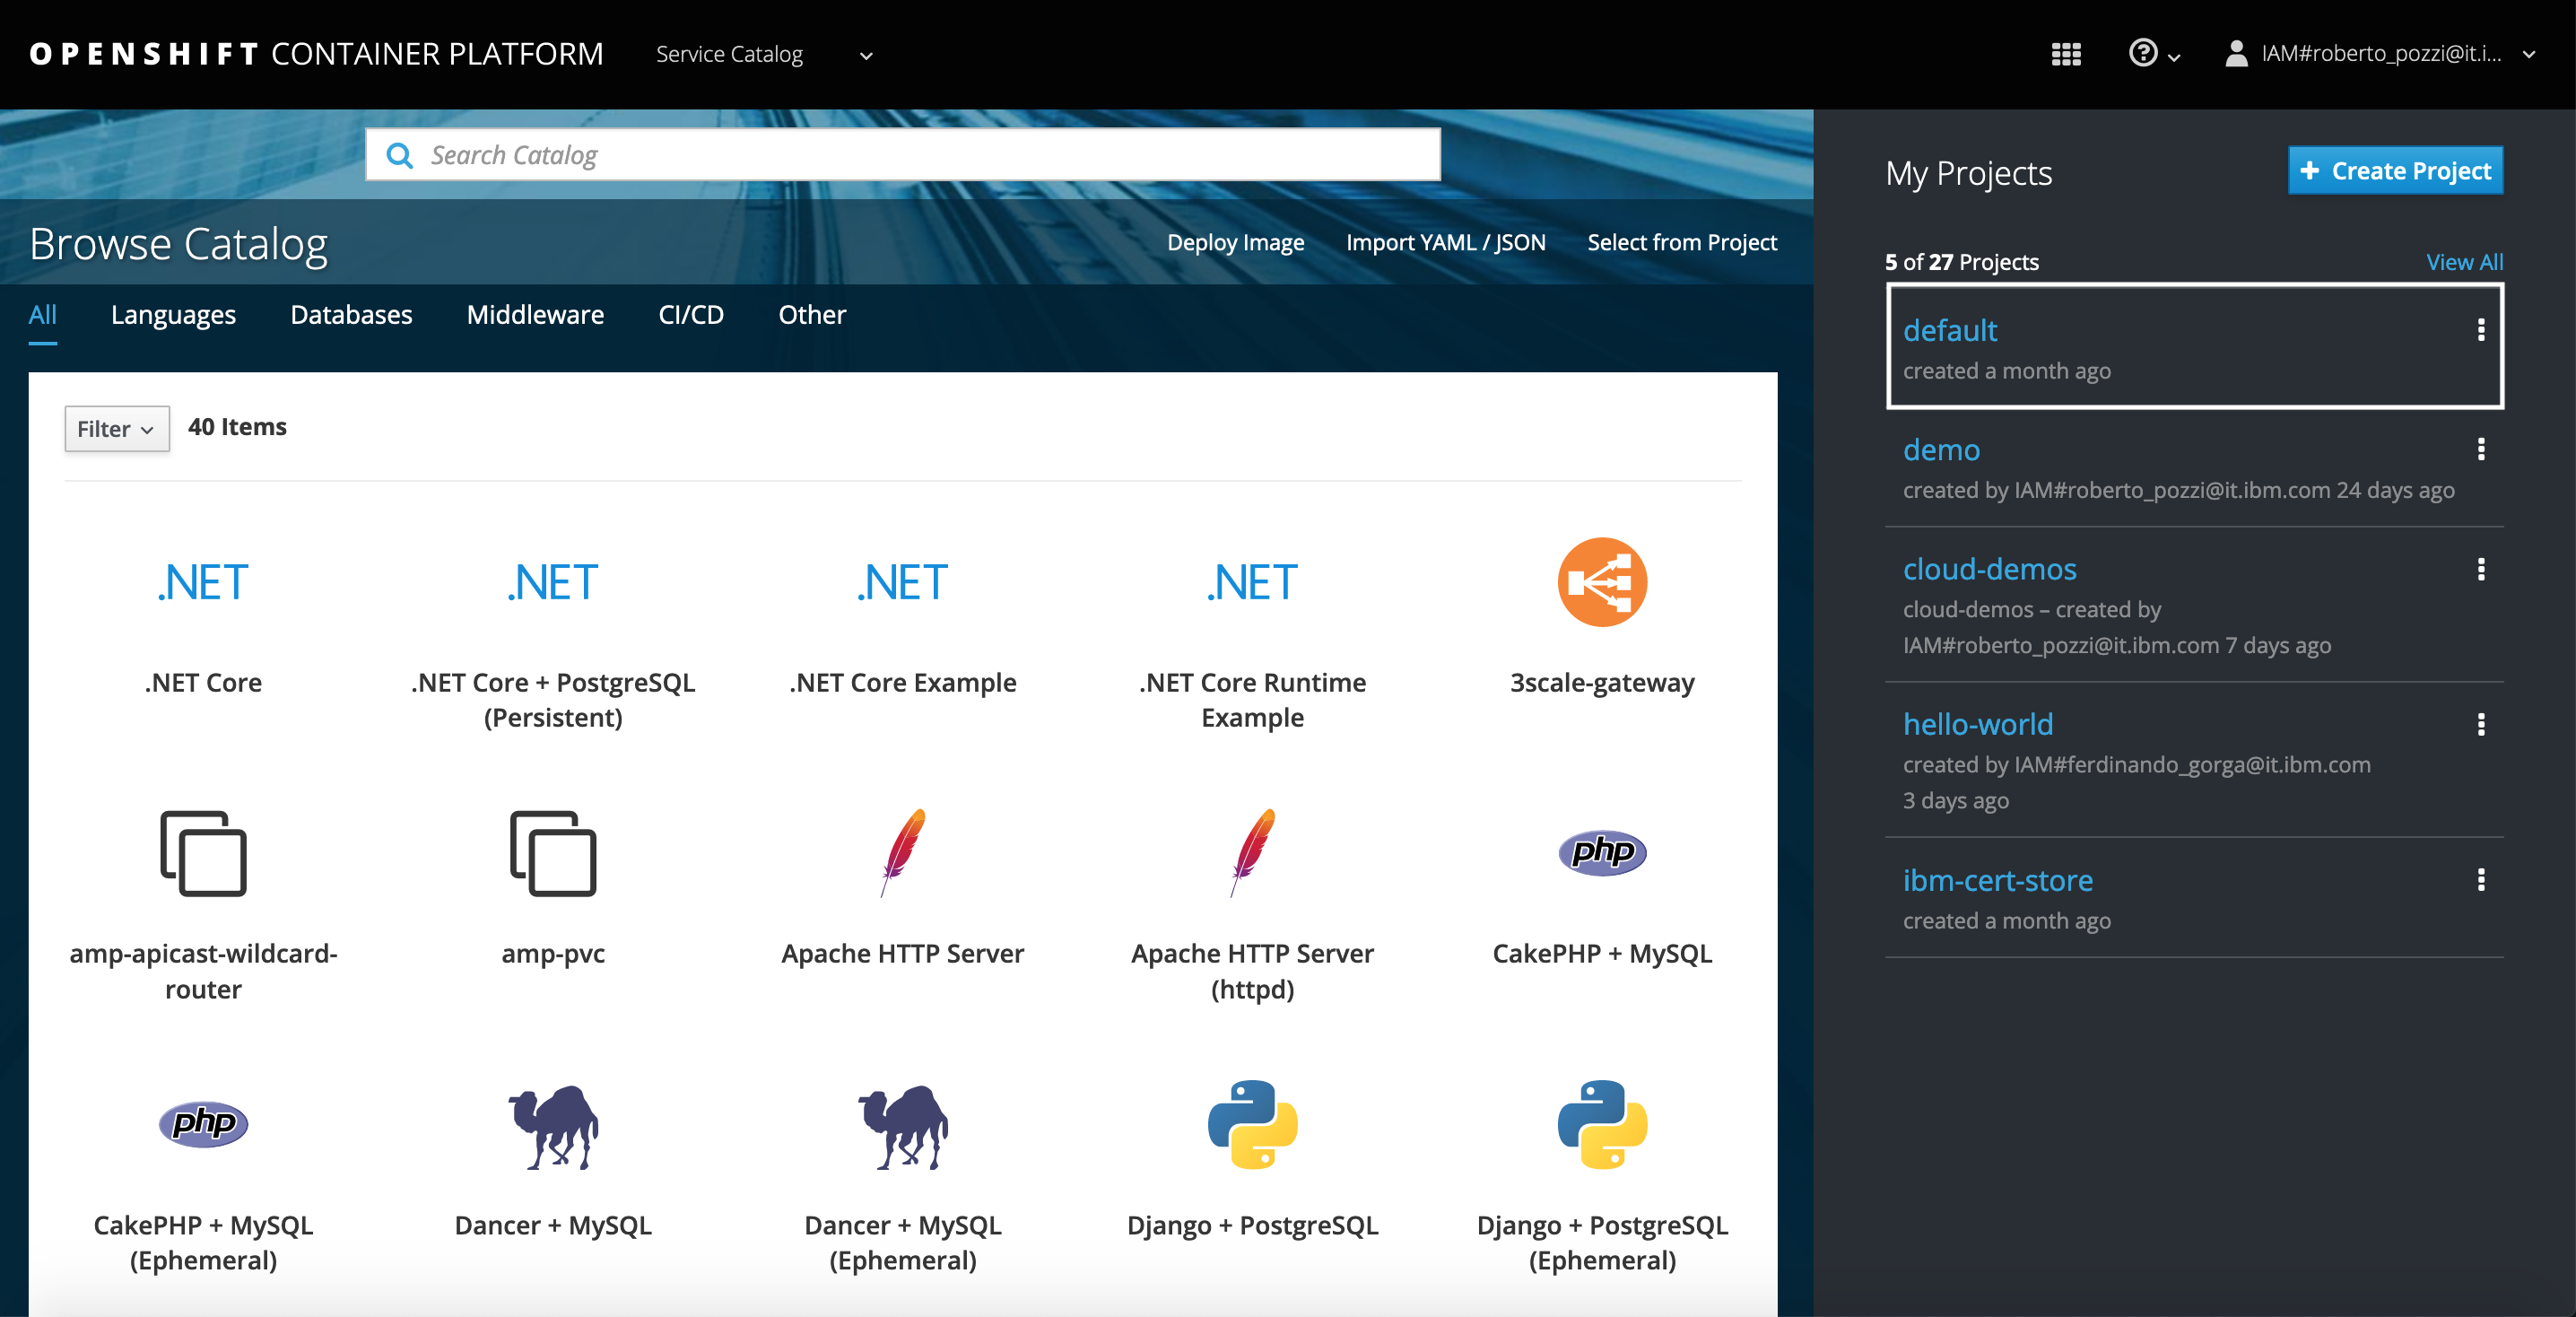 OPENSHIFT CONTAINER PLATFORM
Service Catalog
IAM#roberto_pozzi@it.i...
Search Catalog
Browse Catalog
Deploy Image
Import YAML / JSON
Select from Project
All
Languages
Databases
Middleware
CI/CD
Other
Filter
40 Items
.NET
.NET
.NET
.NET
.NET Core
.NET Core + PostgreSQL
(Persistent)
.NET Core Example
.NET Core Runtime
Example
3scale-gateway
php
amp-apicast-wildcard-
router
amp-pvc
Apache HTTP Server
Apache HTTP Server
(httpd)
CakePHP + MySQL
php
CakePHP + MySQL
(Ephemeral)
Dancer + MySQL
Dancer + MySQL
(Ephemeral)
Django + PostgreSQL
Django + PostgreSQL
(Ephemeral)
My Projects
Create Project
5 of 27 Projects
View All
default
created a month ago
demo
created by IAM#roberto_pozzi@it.ibm.com 24 days ago
cloud-demos
cloud-demos – created by
IAM#roberto_pozzi@it.ibm.com 7 days ago
hello-world
created by IAM#ferdinando_gorga@it.ibm.com
3 days ago
ibm-cert-store
created a month ago